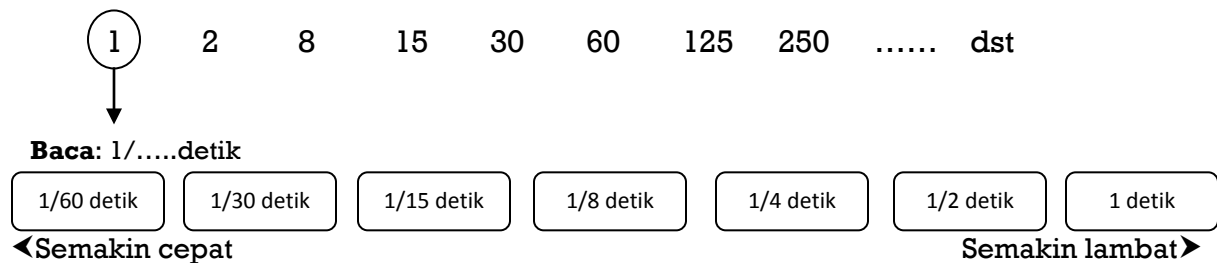 1 2 8 15 30 60 125 250 …… dst
Baca: 1/…..detik
1/60 detik 1/30 detik 1/15 detik 1/8 detik 1/4 detik 1/2 detik 1 detik
Semakin cepat Semakin lambat